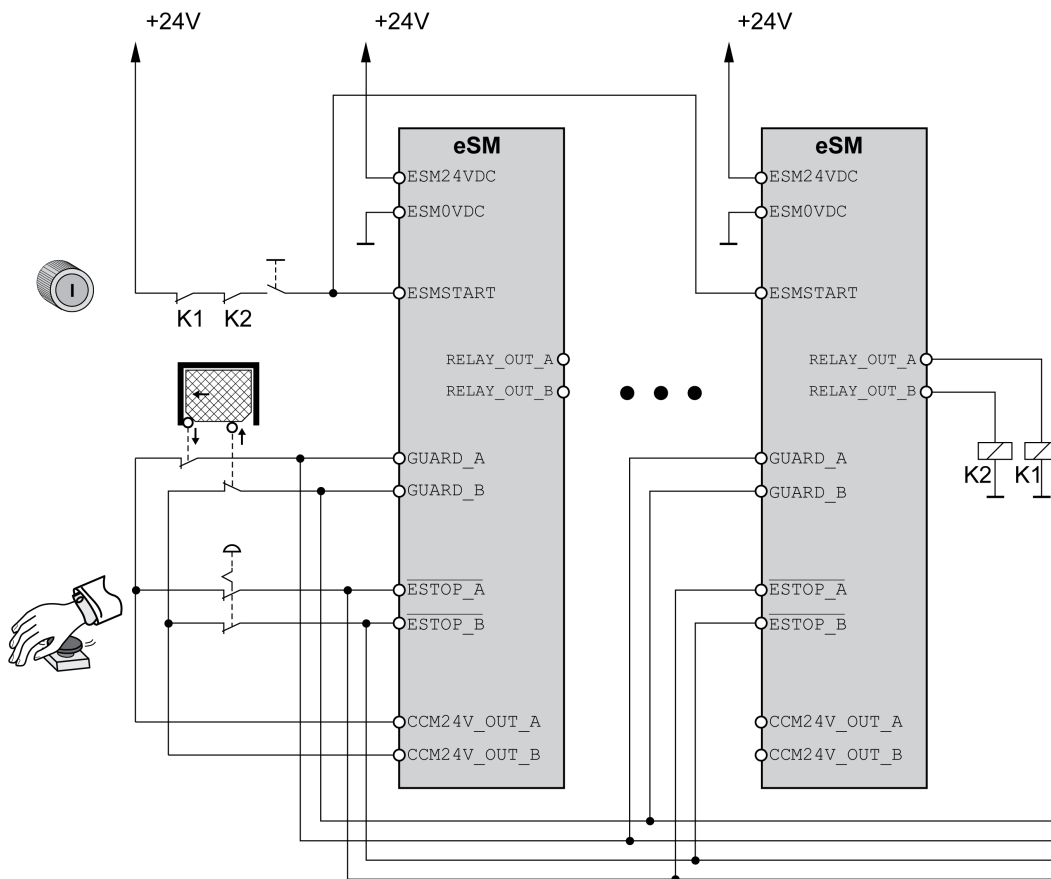 +24V
+24V
+24V
eSM
ESM24VDC
ESM0VDC
ESMSTART
RELAY_OUT_A
RELAY_OUT_B
GUARD_A
GUARD_B
ESTOP_A
ESTOP_B
CCM24V_OUT_A
CCM24V_OUT_B
I
K1
K2
eSM
ESM24VDC
ESM0VDC
ESMSTART
RELAY_OUT_A
RELAY_OUT_B
GUARD_A
GUARD_B
ESTOP_A
ESTOP_B
CCM24V_OUT_A
CCM24V_OUT_B
K2
K1